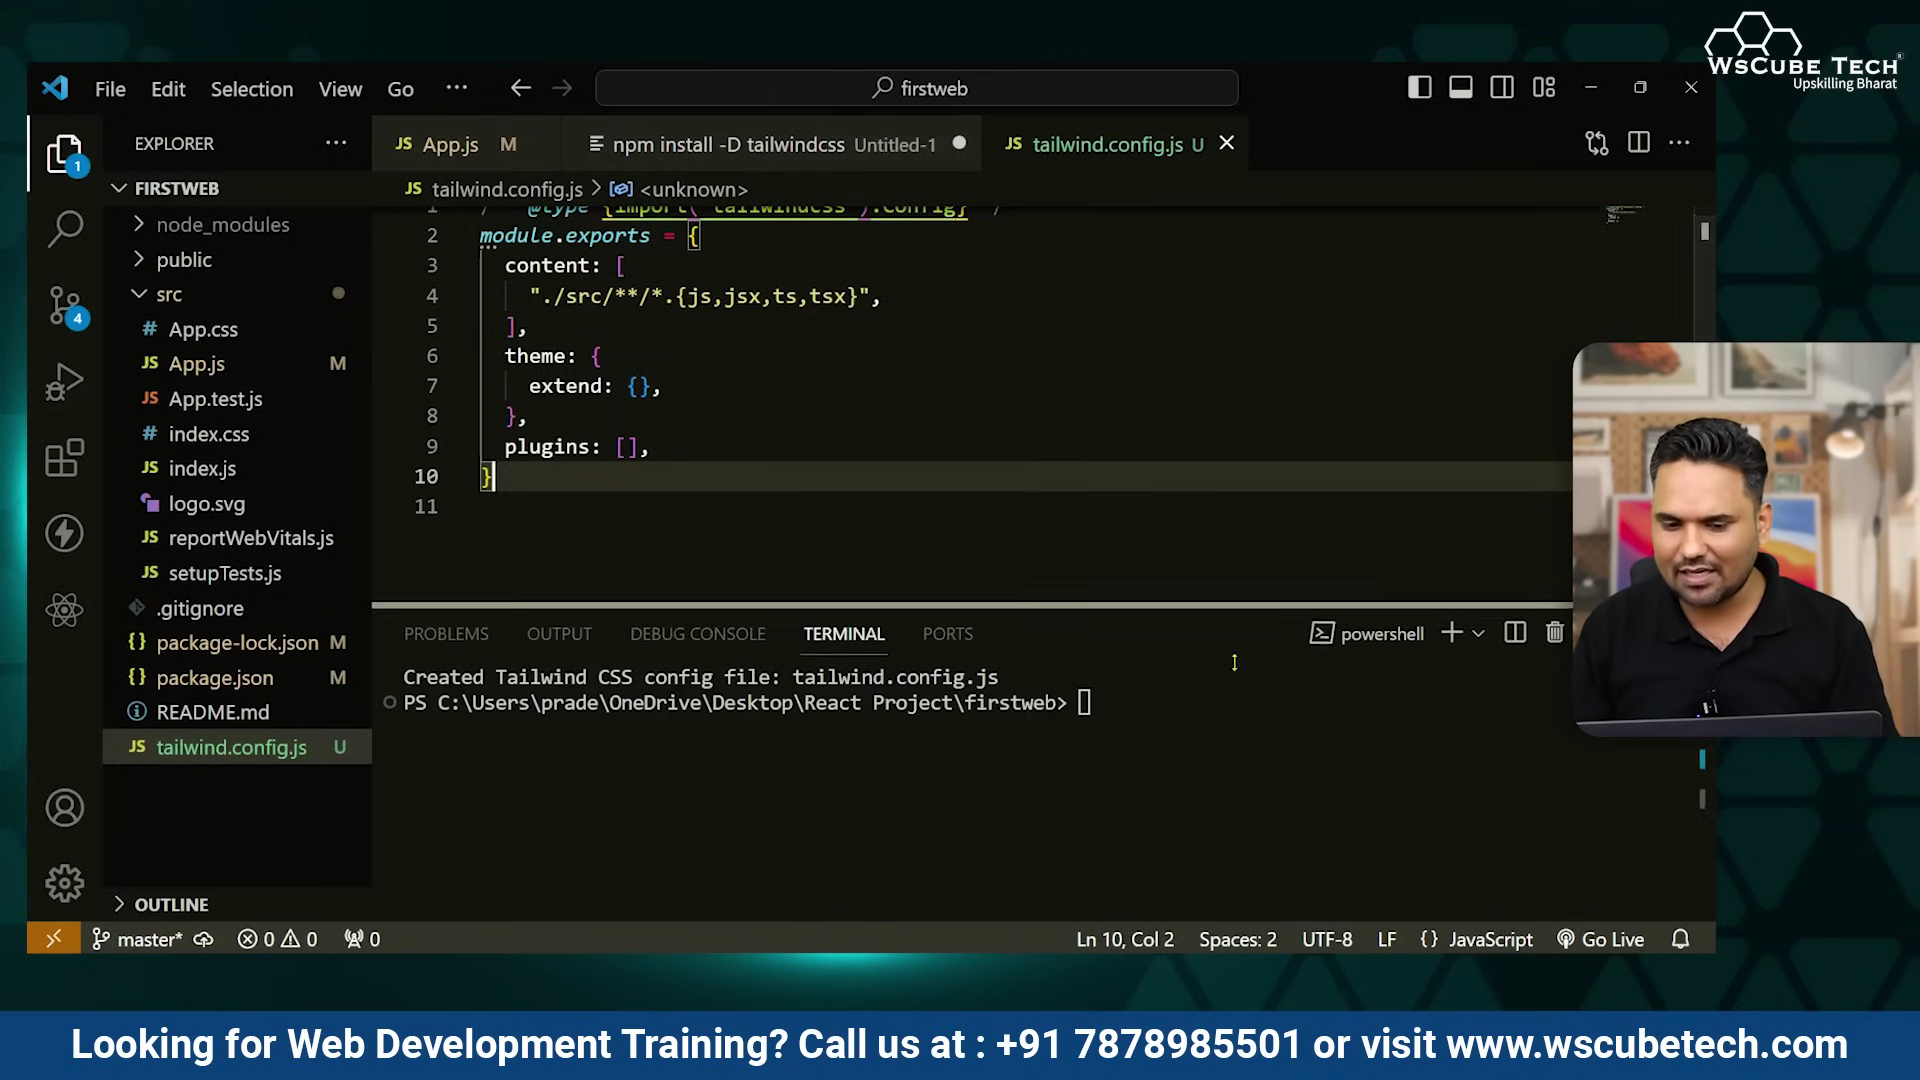 WsCube Tech
Upskilling Bharat
File Edit Selection View Go ··· firstweb
EXPLORER ···
App.js M
npm install -D tailwindcss Untitled-1
tailwind.config.js U
FIRSTWEB
tailwind.config.js > <unknown>
node_modules
public
src
App.css
App.js M
App.test.js
index.css
index.js
logo.svg
reportWebVitals.js
setupTests.js
.gitignore
package-lock.json M
package.json M
README.md
tailwind.config.js U
OUTLINE
1
4
1 @type {import('tailwindcss').Config}
2 module.exports = {
3 content: [
4 "./src/**/*.{js,jsx,ts,tsx}",
5 ],
6 theme: {
7 extend: {},
8 },
9 plugins: [],
10 }
11
PROBLEMS OUTPUT DEBUG CONSOLE TERMINAL PORTS powershell
Created Tailwind CSS config file: tailwind.config.js
PS C:\Users\prade\OneDrive\Desktop\React Project\firstweb>
master* 0 0 0 Ln 10, Col 2 Spaces: 2 UTF-8 LF {} JavaScript Go Live
Looking for Web Development Training? Call us at : +91 7878985501 or visit www.wscubetech.com